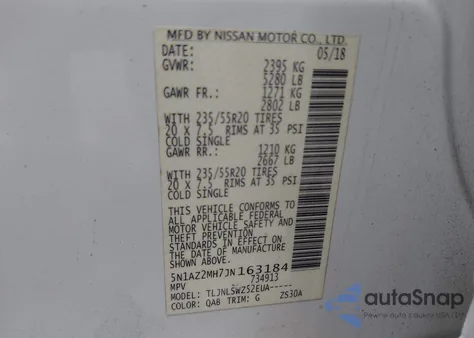 MFD BY NISSAN MOTOR CO., LTD.
DATE: 05/18
GVWR: 2395 KG
5280 LB
GAWR FR.: 1271 KG
2802 LB
WITH 235/55R20 TIRES
20 X 7.5 RIMS AT 35 PSI
COLD SINGLE
GAWR RR.: 1210 KG
2667 LB
WITH 235/55R20 TIRES
20 X 7.5 RIMS AT 35 PSI
COLD SINGLE
THIS VEHICLE CONFORMS TO
ALL APPLICABLE FEDERAL
MOTOR VEHICLE SAFETY AND
THEFT PREVENTION
STANDARDS IN EFFECT ON
THE DATE OF MANUFACTURE
SHOWN ABOVE.
5N1AZ2MH7JN163184
734913
MPV
MODEL: TLJNLSWZ52EUA-----
COLOR: QAB TRIM: G ZS30A
autoSnap